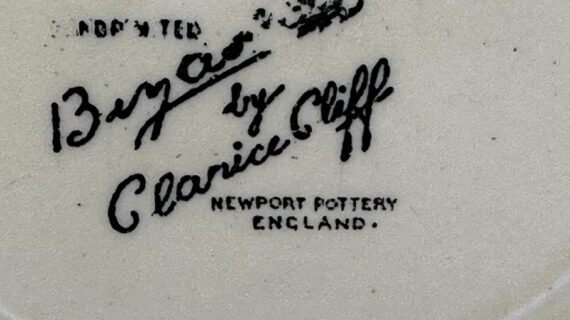 Bizarre
by
Clarice Cliff
NEWPORT POTTERY
ENGLAND.